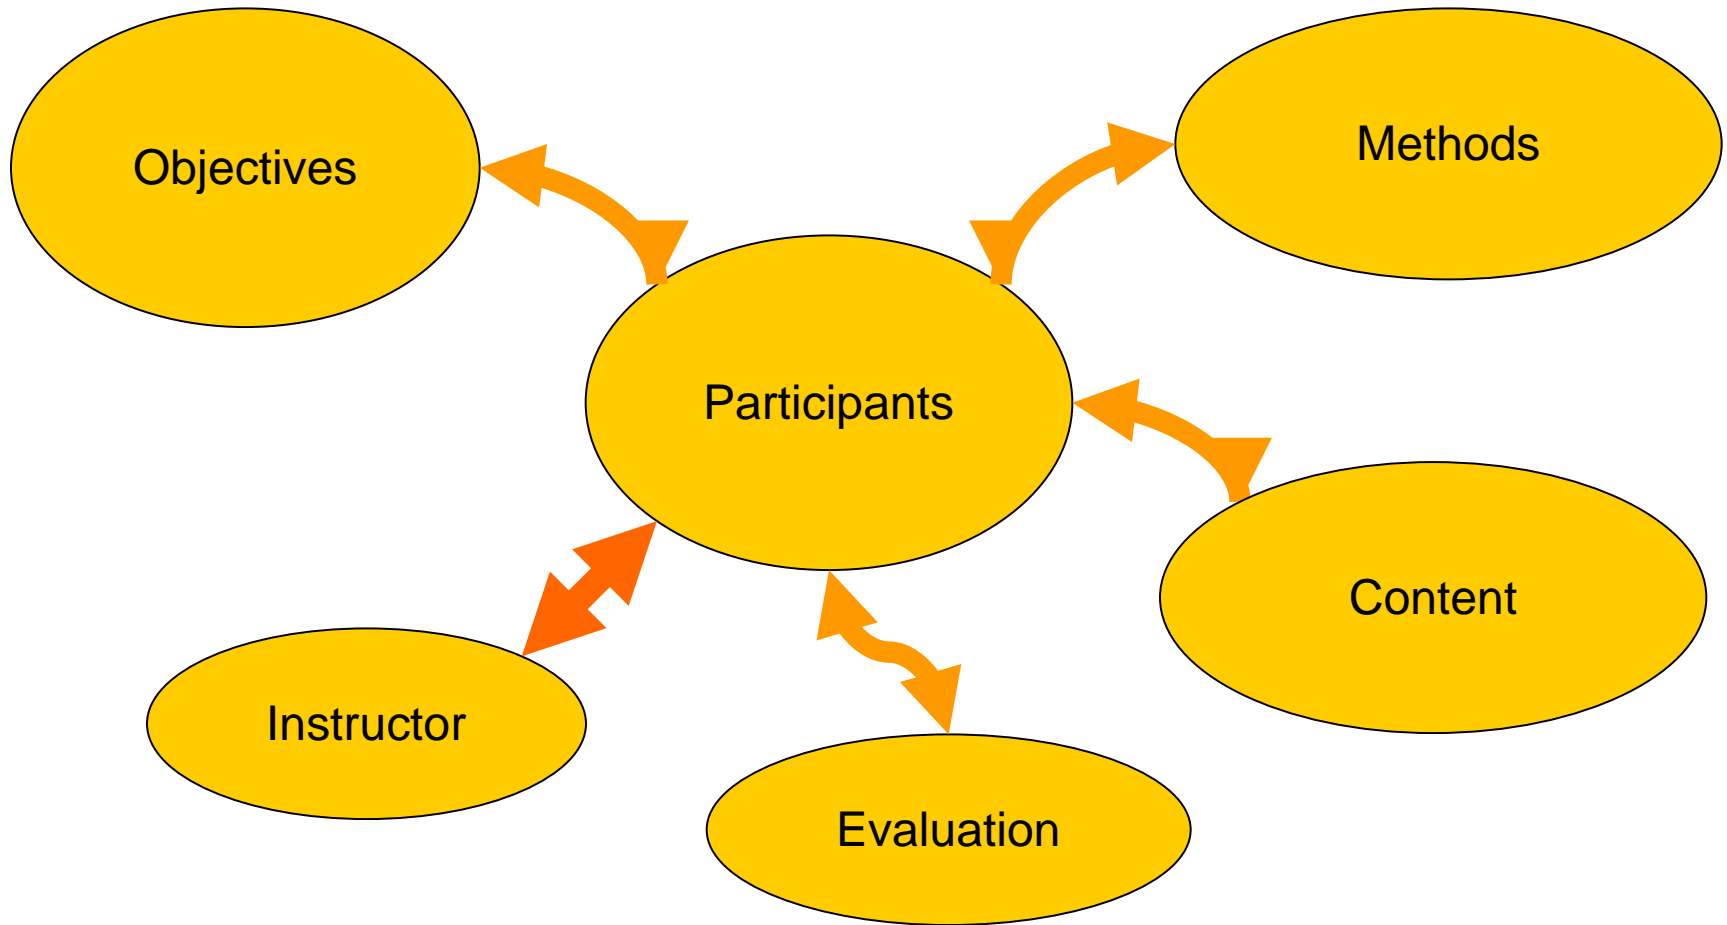 Objectives
Methods
Participants
Content
Instructor
Evaluation